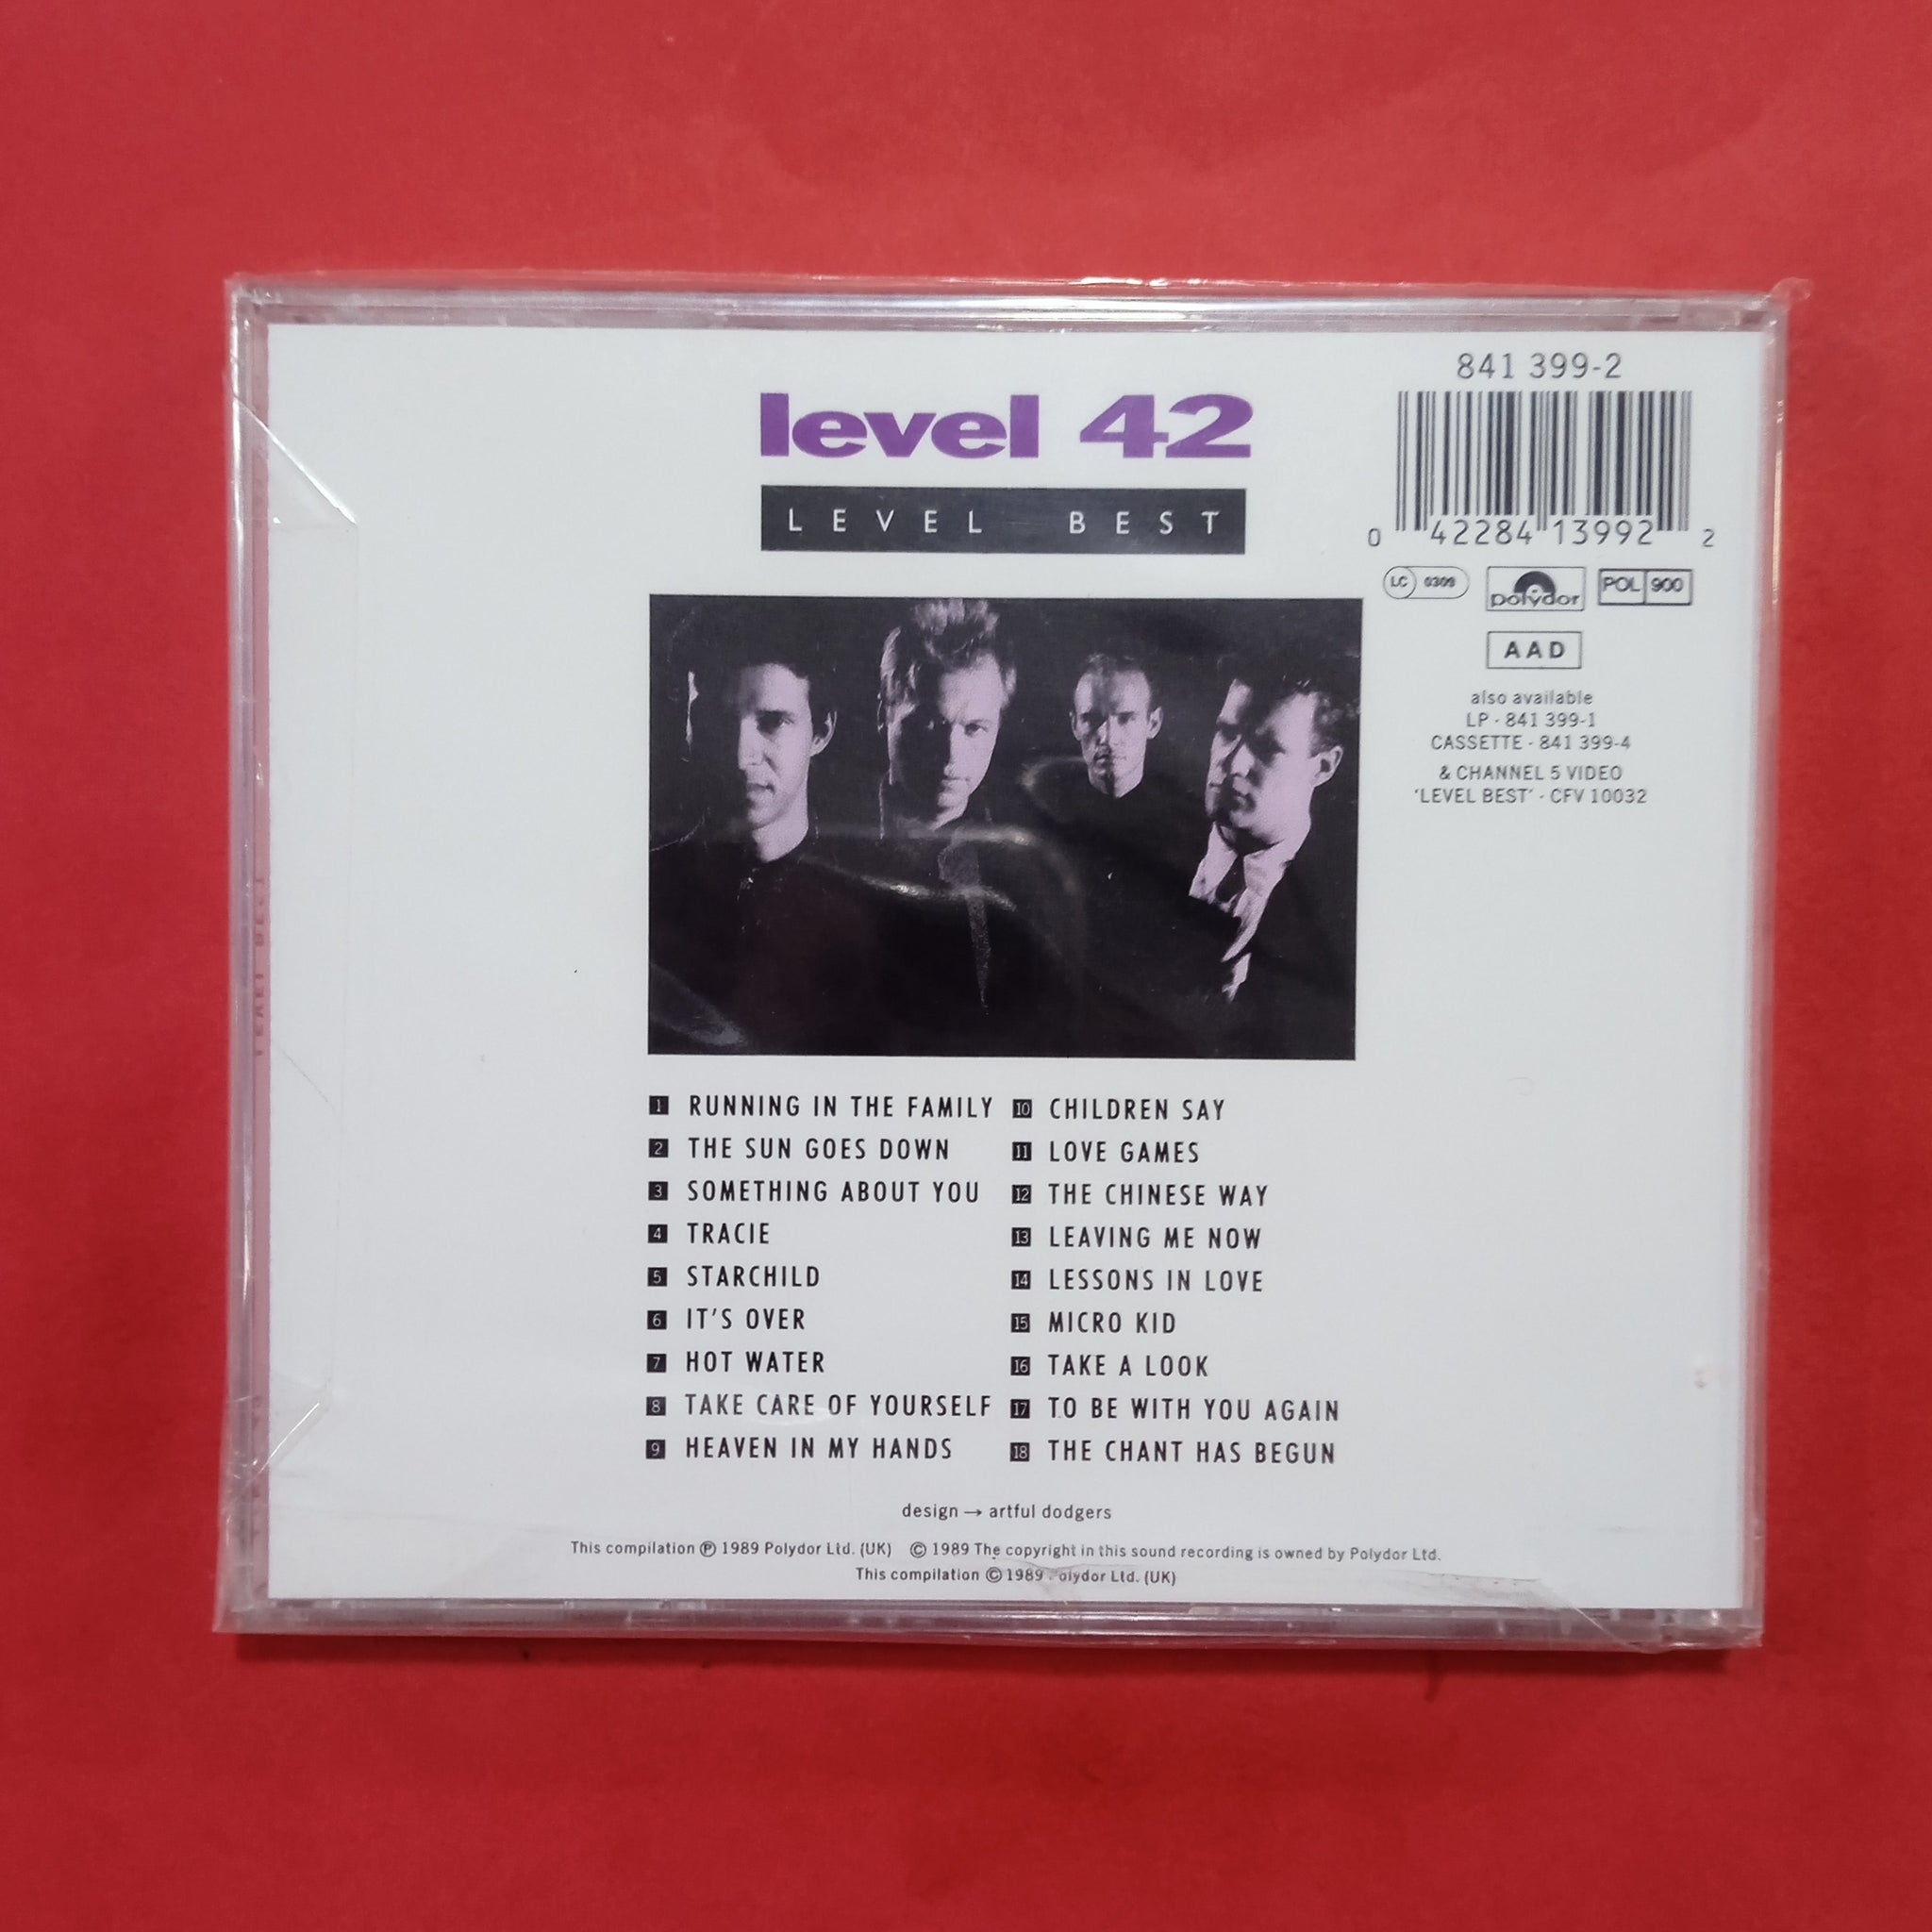 841 399-2
level 42
LEVEL BEST
0 42284 13992 2
LC 0309
polydor
POL 900
AAD
also available
LP · 841 399-1
CASSETTE · 841 399-4
& CHANNEL 5 VIDEO
'LEVEL BEST' · CFV 10032
1 RUNNING IN THE FAMILY
2 THE SUN GOES DOWN
3 SOMETHING ABOUT YOU
4 TRACIE
5 STARCHILD
6 IT'S OVER
7 HOT WATER
8 TAKE CARE OF YOURSELF
9 HEAVEN IN MY HANDS
10 CHILDREN SAY
11 LOVE GAMES
12 THE CHINESE WAY
13 LEAVING ME NOW
14 LESSONS IN LOVE
15 MICRO KID
16 TAKE A LOOK
17 TO BE WITH YOU AGAIN
18 THE CHANT HAS BEGUN
design → artful dodgers
This compilation ℗ 1989 Polydor Ltd. (UK) © 1989 The copyright in this sound recording is owned by Polydor Ltd.
This compilation © 1989 Polydor Ltd. (UK)